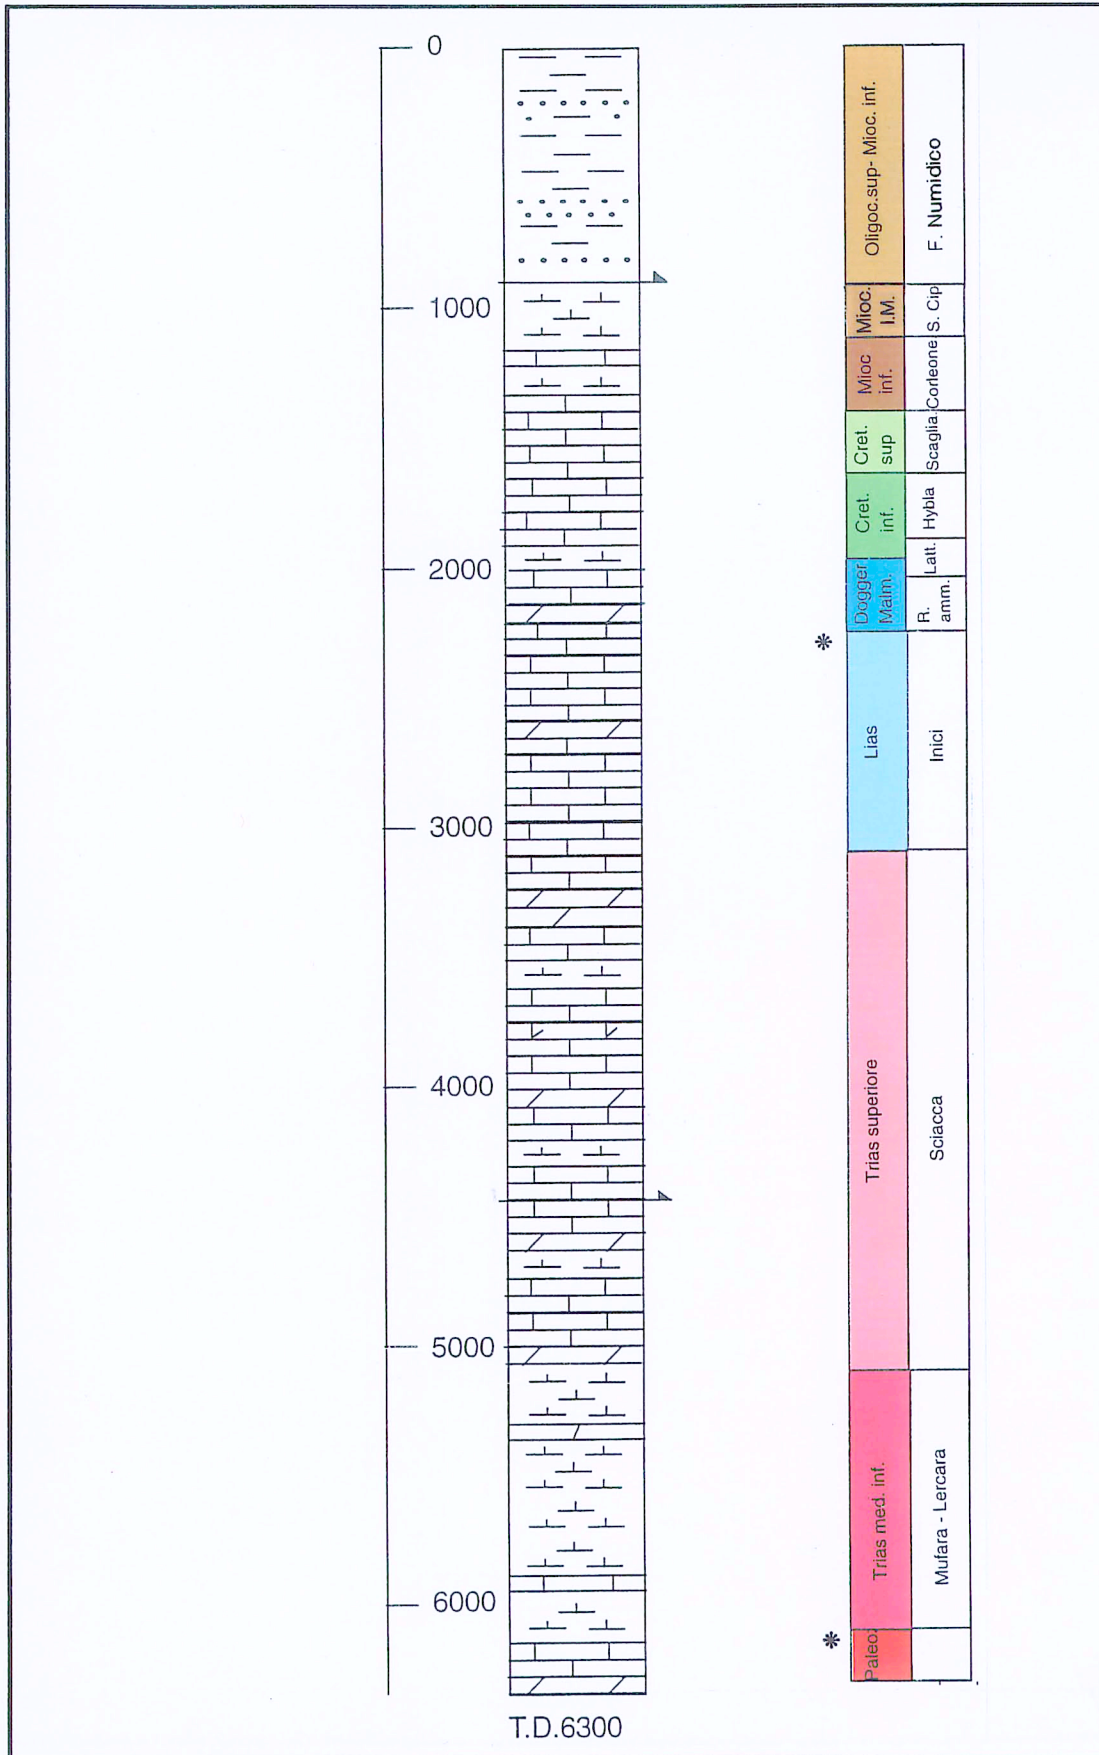 0
1000
2000
3000
4000
5000
6000
T.D.6300
Oligoc.sup- Mioc. inf.
F. Numidico
Mioc.
I.M.
S. Cip
Mioc
inf.
Corleone
Cret.
sup
Scaglia.
Cret.
inf.
Hybla
Latt.
Dogger
Malm.
R.
amm.
*
Lias
Inici
Trias superiore
Sciacca
Trias med. inf.
Mufara - Lercara
*
Paleoz